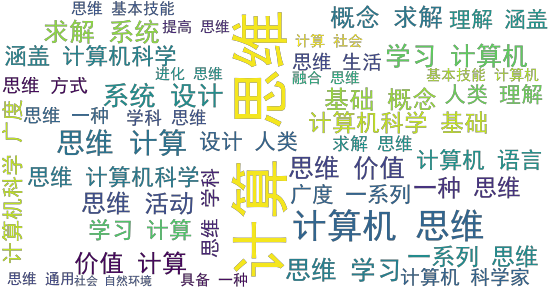 思维 基本技能
求解 系统
提高 思维
涵盖 计算机科学
进化 思维
思维 方式
系统 设计
思维 一种
学科 思维
思维 计算
设计 人类
思维 计算机科学
思维 活动
学习 计算
价值 计算
思维 通用
社会 自然环境
具备 一种
计算机科学 广度
思维 学科
计算 思维
概念 求解
理解 涵盖
计算 社会
思维 生活
学习 计算机
融合 思维
基本技能 计算机
基础 概念
人类 理解
计算机科学 基础
求解 思维
思维 价值
计算机 语言
广度 一系列
一种 思维
计算机 思维
一系列 思维
思维 学习
计算机 科学家